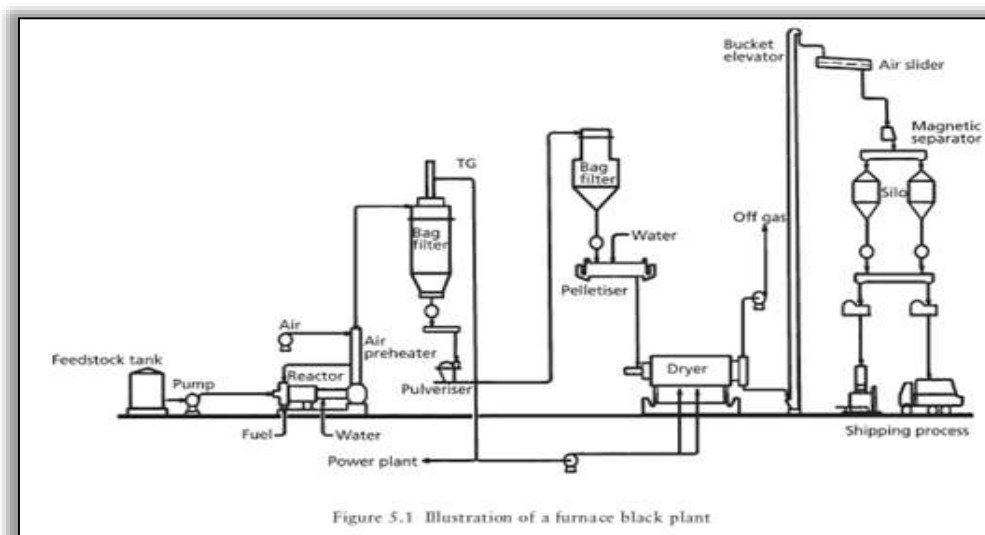 Bucket
elevator
Air slider
Magnetic
separator
TG
Bag
filter
Silo
Off gas
Bag
filter
Water
Pelletiser
Air
Air
preheater
Feedstock tank
Pump
Reactor
Pulveriser
Dryer
Fuel
Water
Shipping process
Power plant
Figure 5.1 Illustration of a furnace black plant